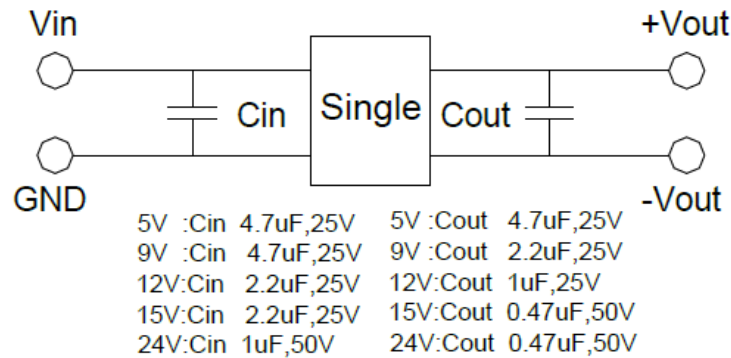 Vin +Vout
Cin Single Cout
GND -Vout
5V :Cin 4.7uF,25V 5V :Cout 4.7uF,25V
9V :Cin 4.7uF,25V 9V :Cout 2.2uF,25V
12V:Cin 2.2uF,25V 12V:Cout 1uF,25V
15V:Cin 2.2uF,25V 15V:Cout 0.47uF,50V
24V:Cin 1uF,50V 24V:Cout 0.47uF,50V